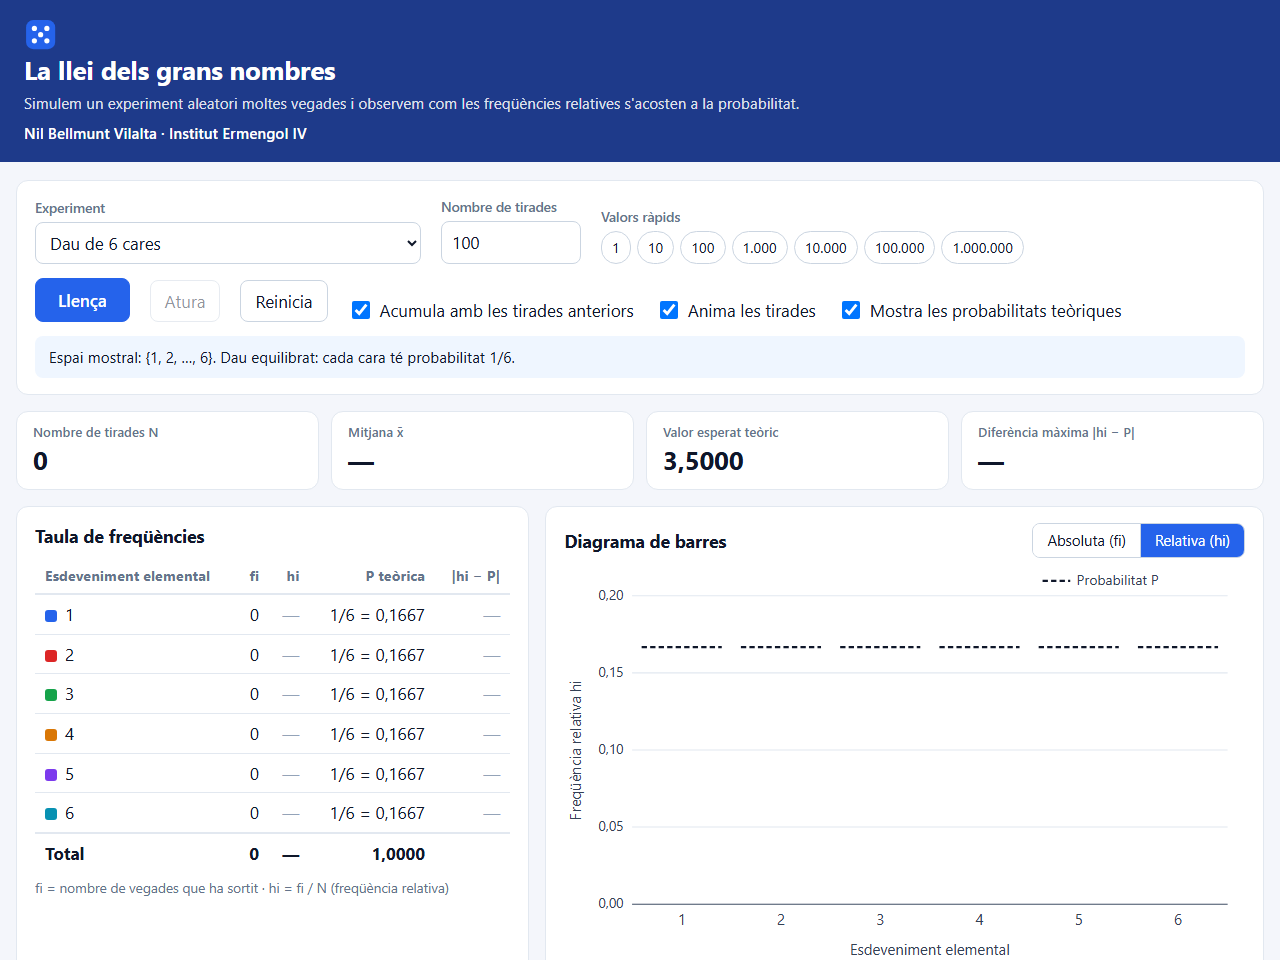 La llei dels grans nombres
Simulem un experiment aleatori moltes vegades i observem com les freqüències relatives s'acosten a la probabilitat.
Nil Bellmunt Vilalta · Institut Ermengol IV
Experiment
Nombre de tirades
Valors ràpids
Dau de 6 cares
100
1 10 100 1.000 10.000 100.000 1.000.000
Llença Atura Reinicia Acumula amb les tirades anteriors Anima les tirades Mostra les probabilitats teòriques
Espai mostral: {1, 2, ..., 6}. Dau equilibrat: cada cara té probabilitat 1/6.
Nombre de tirades N
0
Mitjana x̄
—
Valor esperat teòric
3,5000
Diferència màxima |hi − P|
—
Taula de freqüències
Esdeveniment elemental fi hi P teòrica |hi − P|
1 0 — 1/6 = 0,1667 —
2 0 — 1/6 = 0,1667 —
3 0 — 1/6 = 0,1667 —
4 0 — 1/6 = 0,1667 —
5 0 — 1/6 = 0,1667 —
6 0 — 1/6 = 0,1667 —
Total 0 — 1,0000
fi = nombre de vegades que ha sortit · hi = fi / N (freqüència relativa)
Diagrama de barres
Absoluta (fi) Relativa (hi)
Probabilitat P
0,20
0,15
0,10
0,05
0,00
Freqüència relativa hi
1 2 3 4 5 6
Esdeveniment elemental